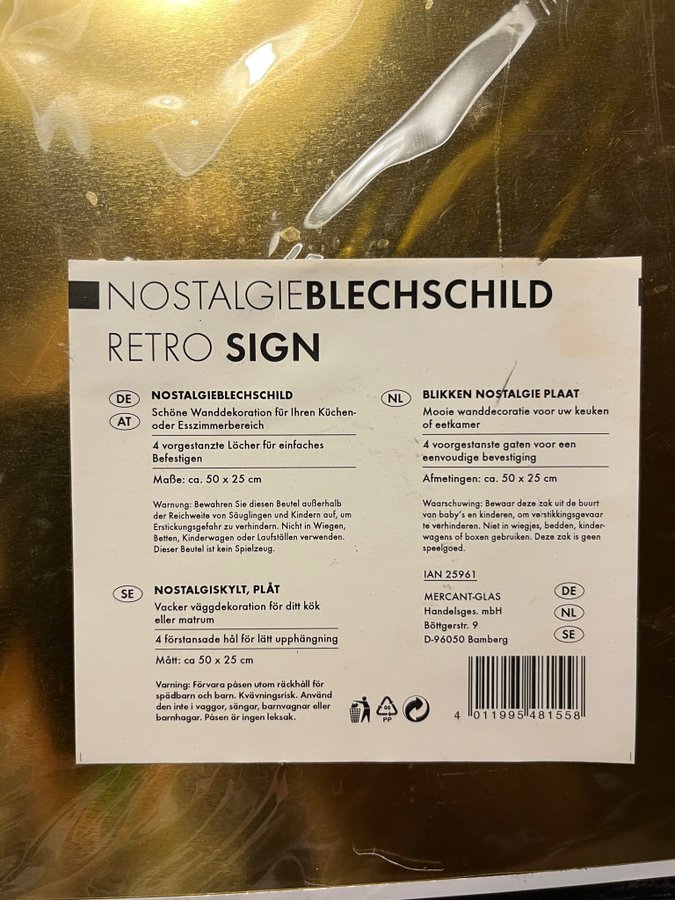 NOSTALGIEBLECHSCHILD
RETRO SIGN
DE
AT
NOSTALGIEBLECHSCHILD
Schöne Wanddekoration für Ihren Küchen-
oder Esszimmerbereich
4 vorgestanzte Löcher für einfaches
Befestigen
Maße: ca. 50 x 25 cm
Warnung: Bewahren Sie diesen Beutel außerhalb
der Reichweite von Säuglingen und Kindern auf, um
Erstickungsgefahr zu verhindern. Nicht in Wiegen,
Betten, Kinderwagen oder Laufställen verwenden.
Dieser Beutel ist kein Spielzeug.
SE
NOSTALGISKYLT, PLÅT
Vacker väggdekoration för ditt kök
eller matrum
4 förstansade hål för lätt upphängning
Mått: ca 50 x 25 cm
Varning: Förvara påsen utom räckhåll för
spädbarn och barn. Kvävningsrisk. Använd
den inte i vaggor, sängar, barnvagnar eller
barnhagar. Påsen är ingen leksak.
NL
BLIKKEN NOSTALGIE PLAAT
Mooie wanddecoratie voor uw keuken
of eetkamer
4 voorgestanste gaten voor een
eenvoudige bevestiging
Afmetingen: ca. 50 x 25 cm
Waarschuwing: Bewaar deze zak uit de buurt
van baby's en kinderen, om verstikkingsgevaar
te verhinderen. Niet in wiegjes, bedden, kinder-
wagens of boxen gebruiken. Deze zak is geen
speelgoed.
IAN 25961
MERCANT-GLAS
Handelsges. mbH
Böttgerstr. 9
D-96050 Bamberg
DE
NL
SE
05
PP
4 011995 481558